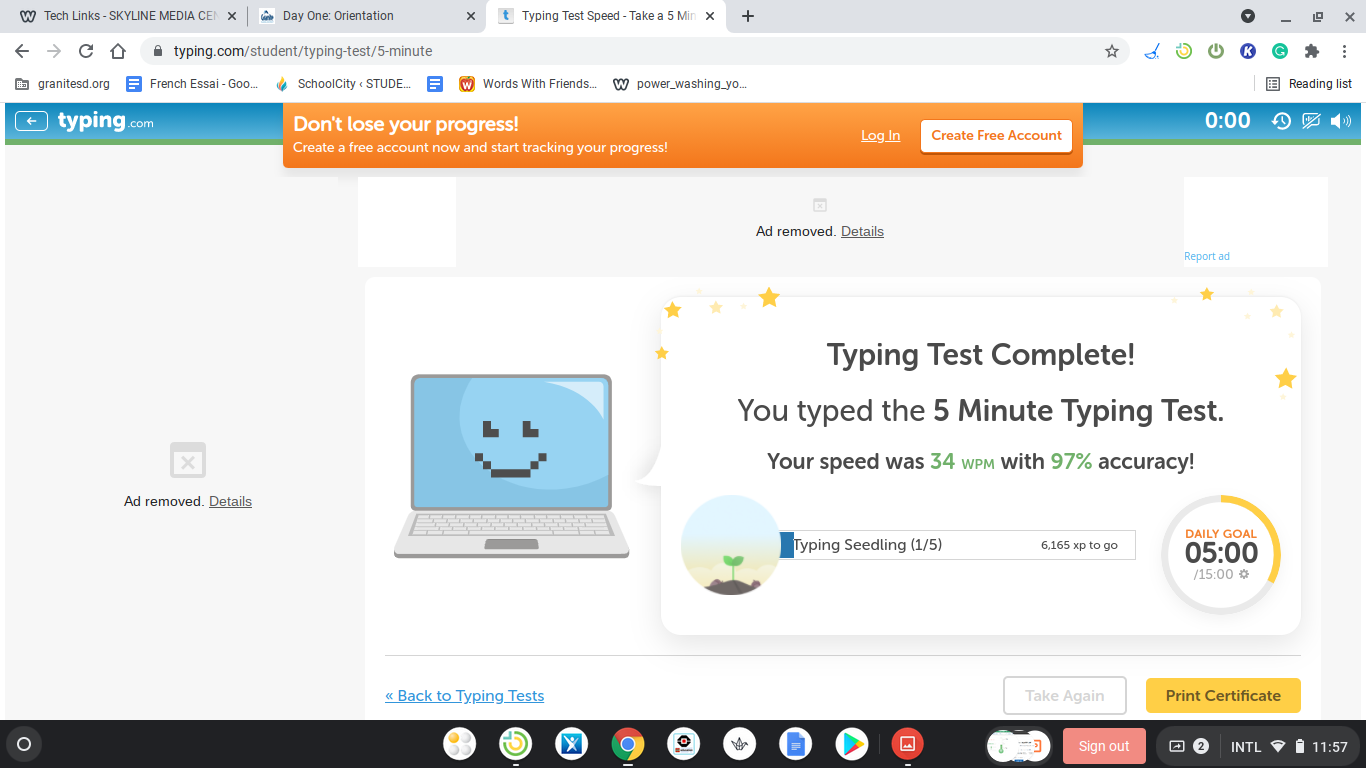 Tech Links - SKYLINE MEDIA CEN
Day One: Orientation
Typing Test Speed - Take a 5 Min
typing.com/student/typing-test/5-minute
granitesd.org
French Essai - Goo…
SchoolCity ‹ STUDE…
Words With Friends…
power_washing_yo…
Reading list
typing.com
Don't lose your progress!
Create a free account now and start tracking your progress!
Log In
Create Free Account
0:00
Ad removed. Details
Report ad
Ad removed. Details
Typing Test Complete!
You typed the 5 Minute Typing Test.
Your speed was 34 WPM with 97% accuracy!
Typing Seedling (1/5)
6,165 xp to go
DAILY GOAL
05:00
/15:00
« Back to Typing Tests
Take Again
Print Certificate
Sign out
2
INTL
11:57